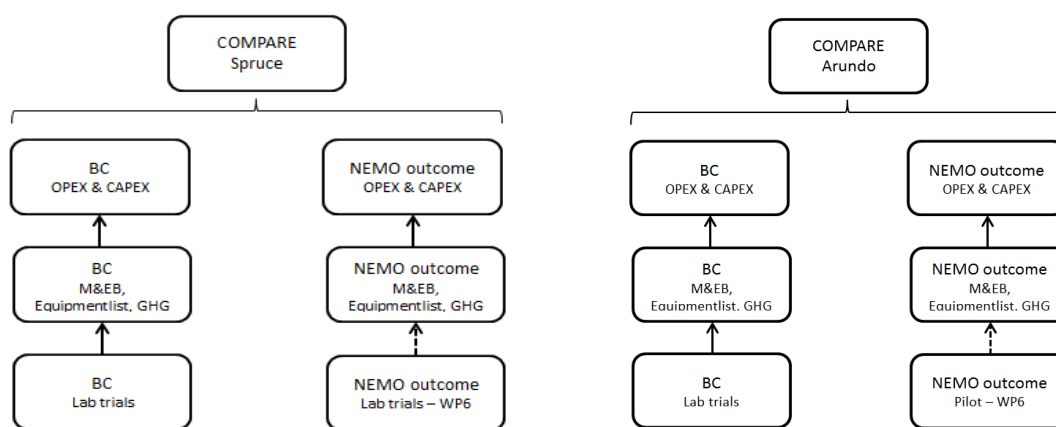 COMPARE
Spruce
BC
OPEX & CAPEX
NEMO outcome
OPEX & CAPEX
BC
M&EB,
Equipmentlist, GHG
NEMO outcome
M&EB,
Equipmentlist, GHG
BC
Lab trials
NEMO outcome
Lab trials – WP6
COMPARE
Arundo
BC
OPEX & CAPEX
NEMO outcome
OPEX & CAPEX
BC
M&EB,
Equipmentlist, GHG
NEMO outcome
M&EB,
Equipmentlist, GHG
BC
Lab trials
NEMO outcome
Pilot – WP6